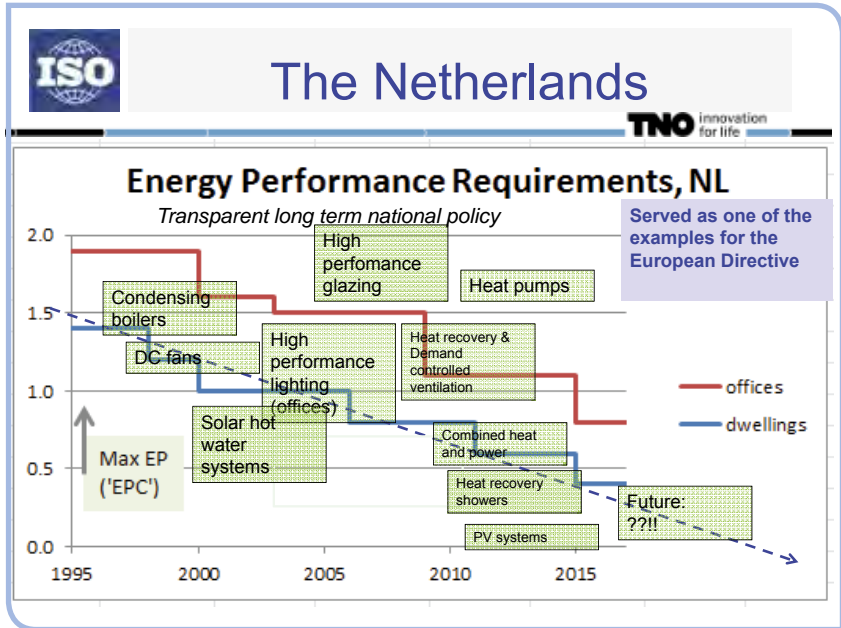 ISO
The Netherlands
TNO innovation
for life
Energy Performance Requirements, NL
Transparent long term national policy
Served as one of the
examples for the
European Directive
2.0
1.5
1.0
0.5
0.0
1995
2000
2005
2010
2015
High
perfomance
glazing
Heat pumps
Condensing
boilers
DC fans
High
performance
lighting
(offices)
Heat recovery &
Demand
controlled
ventilation
offices
dwellings
Solar hot
water
systems
Combined heat
and power
Max EP
('EPC')
Heat recovery
showers
Future:
??!!
PV systems